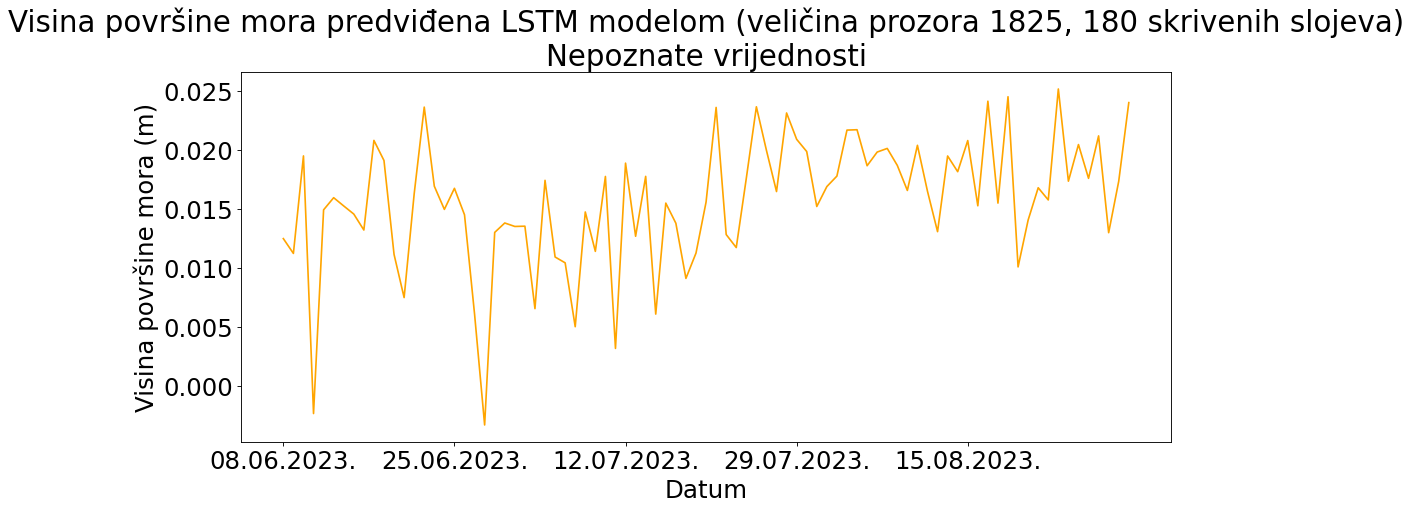 Visina površine mora predviđena LSTM modelom (veličina prozora 1825, 180 skrivenih slojeva)
Nepoznate vrijednosti
Visina površine mora (m)
0.025
0.020
0.015
0.010
0.005
0.000
08.06.2023. 25.06.2023. 12.07.2023. 29.07.2023. 15.08.2023.
Datum